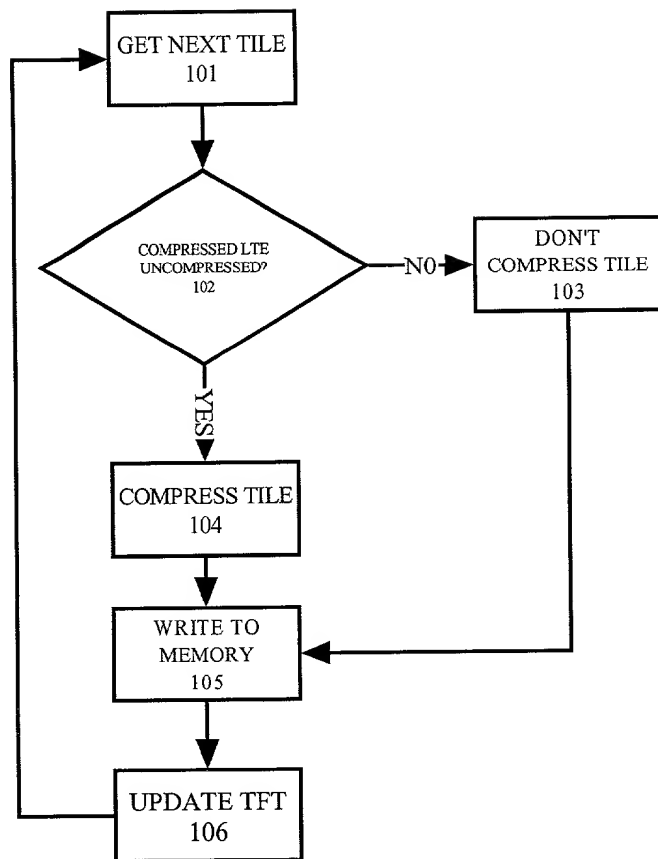 GET NEXT TILE
101
COMPRESSED LTE
UNCOMPRESSED?
102
NO
DON'T
COMPRESS TILE
103
YES
COMPRESS TILE
104
WRITE TO
MEMORY
105
UPDATE TFT
106